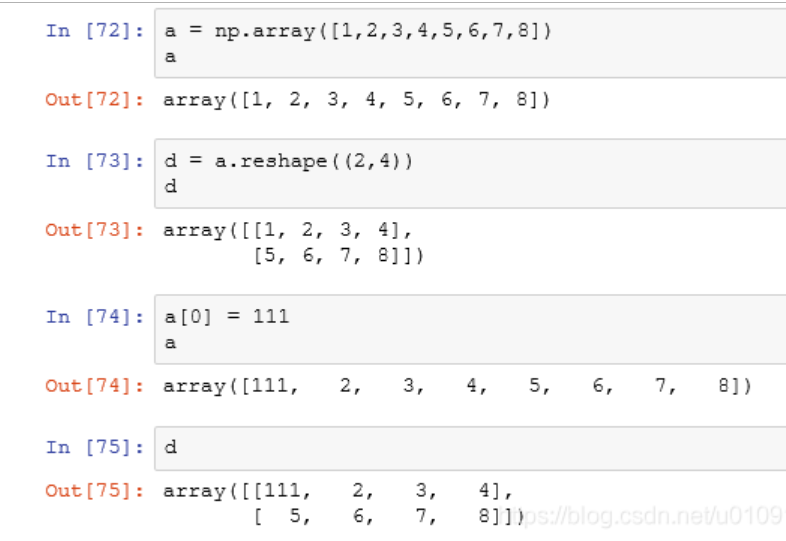 In [72]: a = np.array([1,2,3,4,5,6,7,8])
a
Out[72]: array([1, 2, 3, 4, 5, 6, 7, 8])
In [73]: d = a.reshape((2,4))
d
Out[73]: array([[1, 2, 3, 4],
[5, 6, 7, 8]])
In [74]: a[0] = 111
a
Out[74]: array([111,   2,   3,   4,   5,   6,   7,   8])
In [75]: d
Out[75]: array([[111,   2,   3,   4],
[  5,   6,   7,   8]])
https://blog.csdn.net/u0109